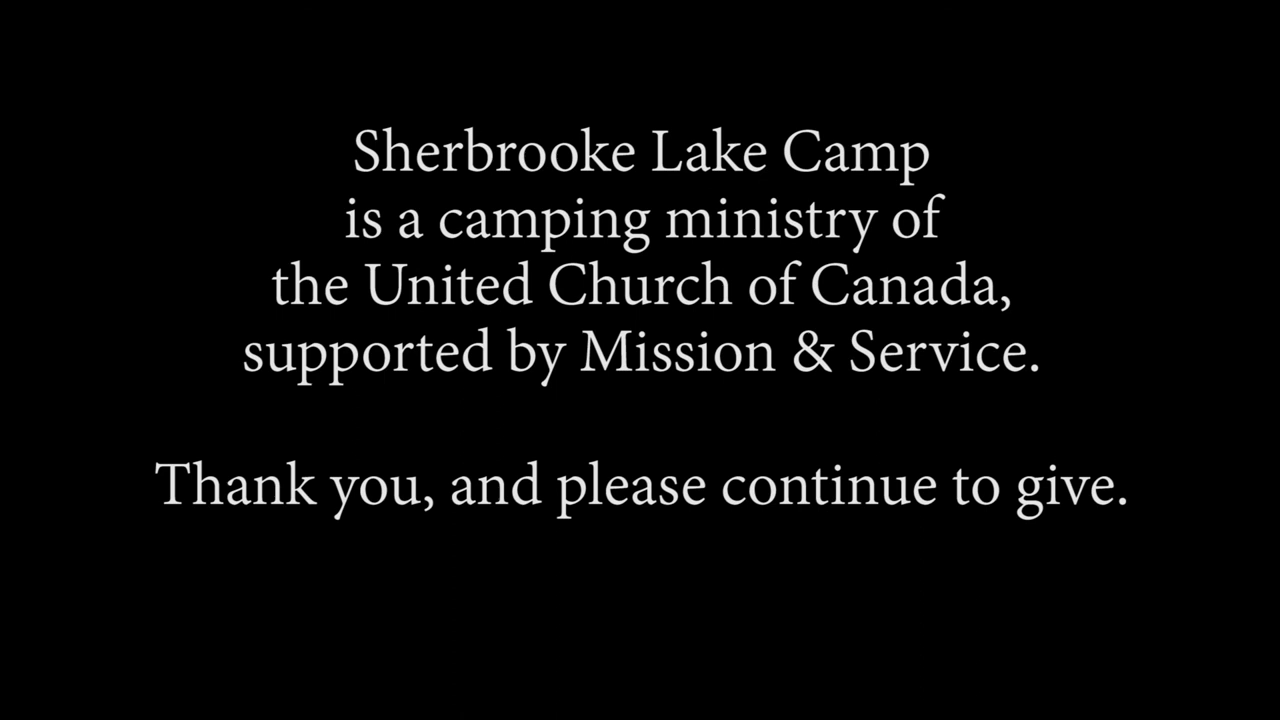 Sherbrooke Lake Camp
is a camping ministry of
the United Church of Canada,
supported by Mission & Service.
Thank you, and please continue to give.